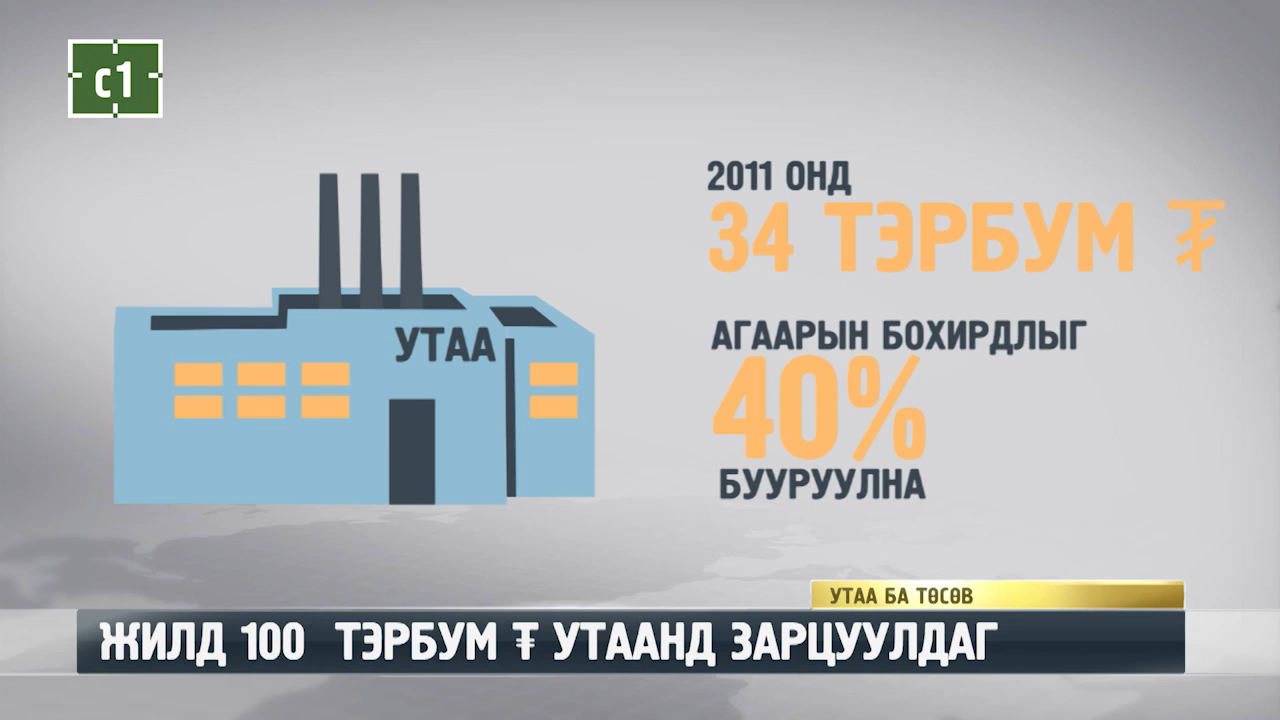 c1
2011 ОНД
34 ТЭРБУМ ₮
УТАА
АГААРЫН БОХИРДЛЫГ
40%
БУУРУУЛНА
УТАА БА ТӨСӨВ
ЖИЛД 100 ТЭРБУМ ₮ УТААНД ЗАРЦУУЛДАГ